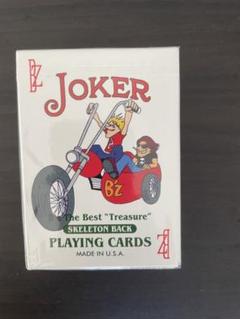 B'z
JOKER
B'z
The Best "Treasure"
SKELETON BACK
PLAYING CARDS
MADE IN U.S.A.
B'z